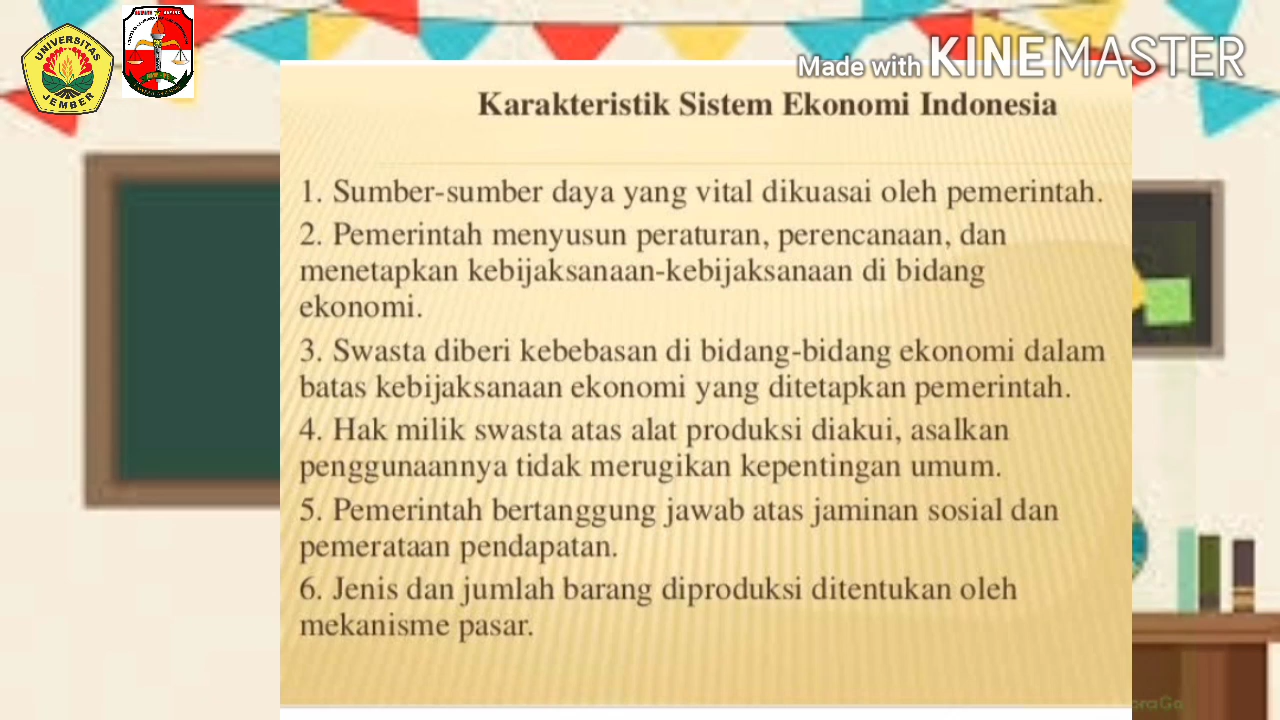 UNIVERSITAS
JEMBER
Made with KINEMASTER
Karakteristik Sistem Ekonomi Indonesia
1. Sumber-sumber daya yang vital dikuasai oleh pemerintah.
2. Pemerintah menyusun peraturan, perencanaan, dan
menetapkan kebijaksanaan-kebijaksanaan di bidang
ekonomi.
3. Swasta diberi kebebasan di bidang-bidang ekonomi dalam
batas kebijaksanaan ekonomi yang ditetapkan pemerintah.
4. Hak milik swasta atas alat produksi diakui, asalkan
penggunaannya tidak merugikan kepentingan umum.
5. Pemerintah bertanggung jawab atas jaminan sosial dan
pemerataan pendapatan.
6. Jenis dan jumlah barang diproduksi ditentukan oleh
mekanisme pasar.